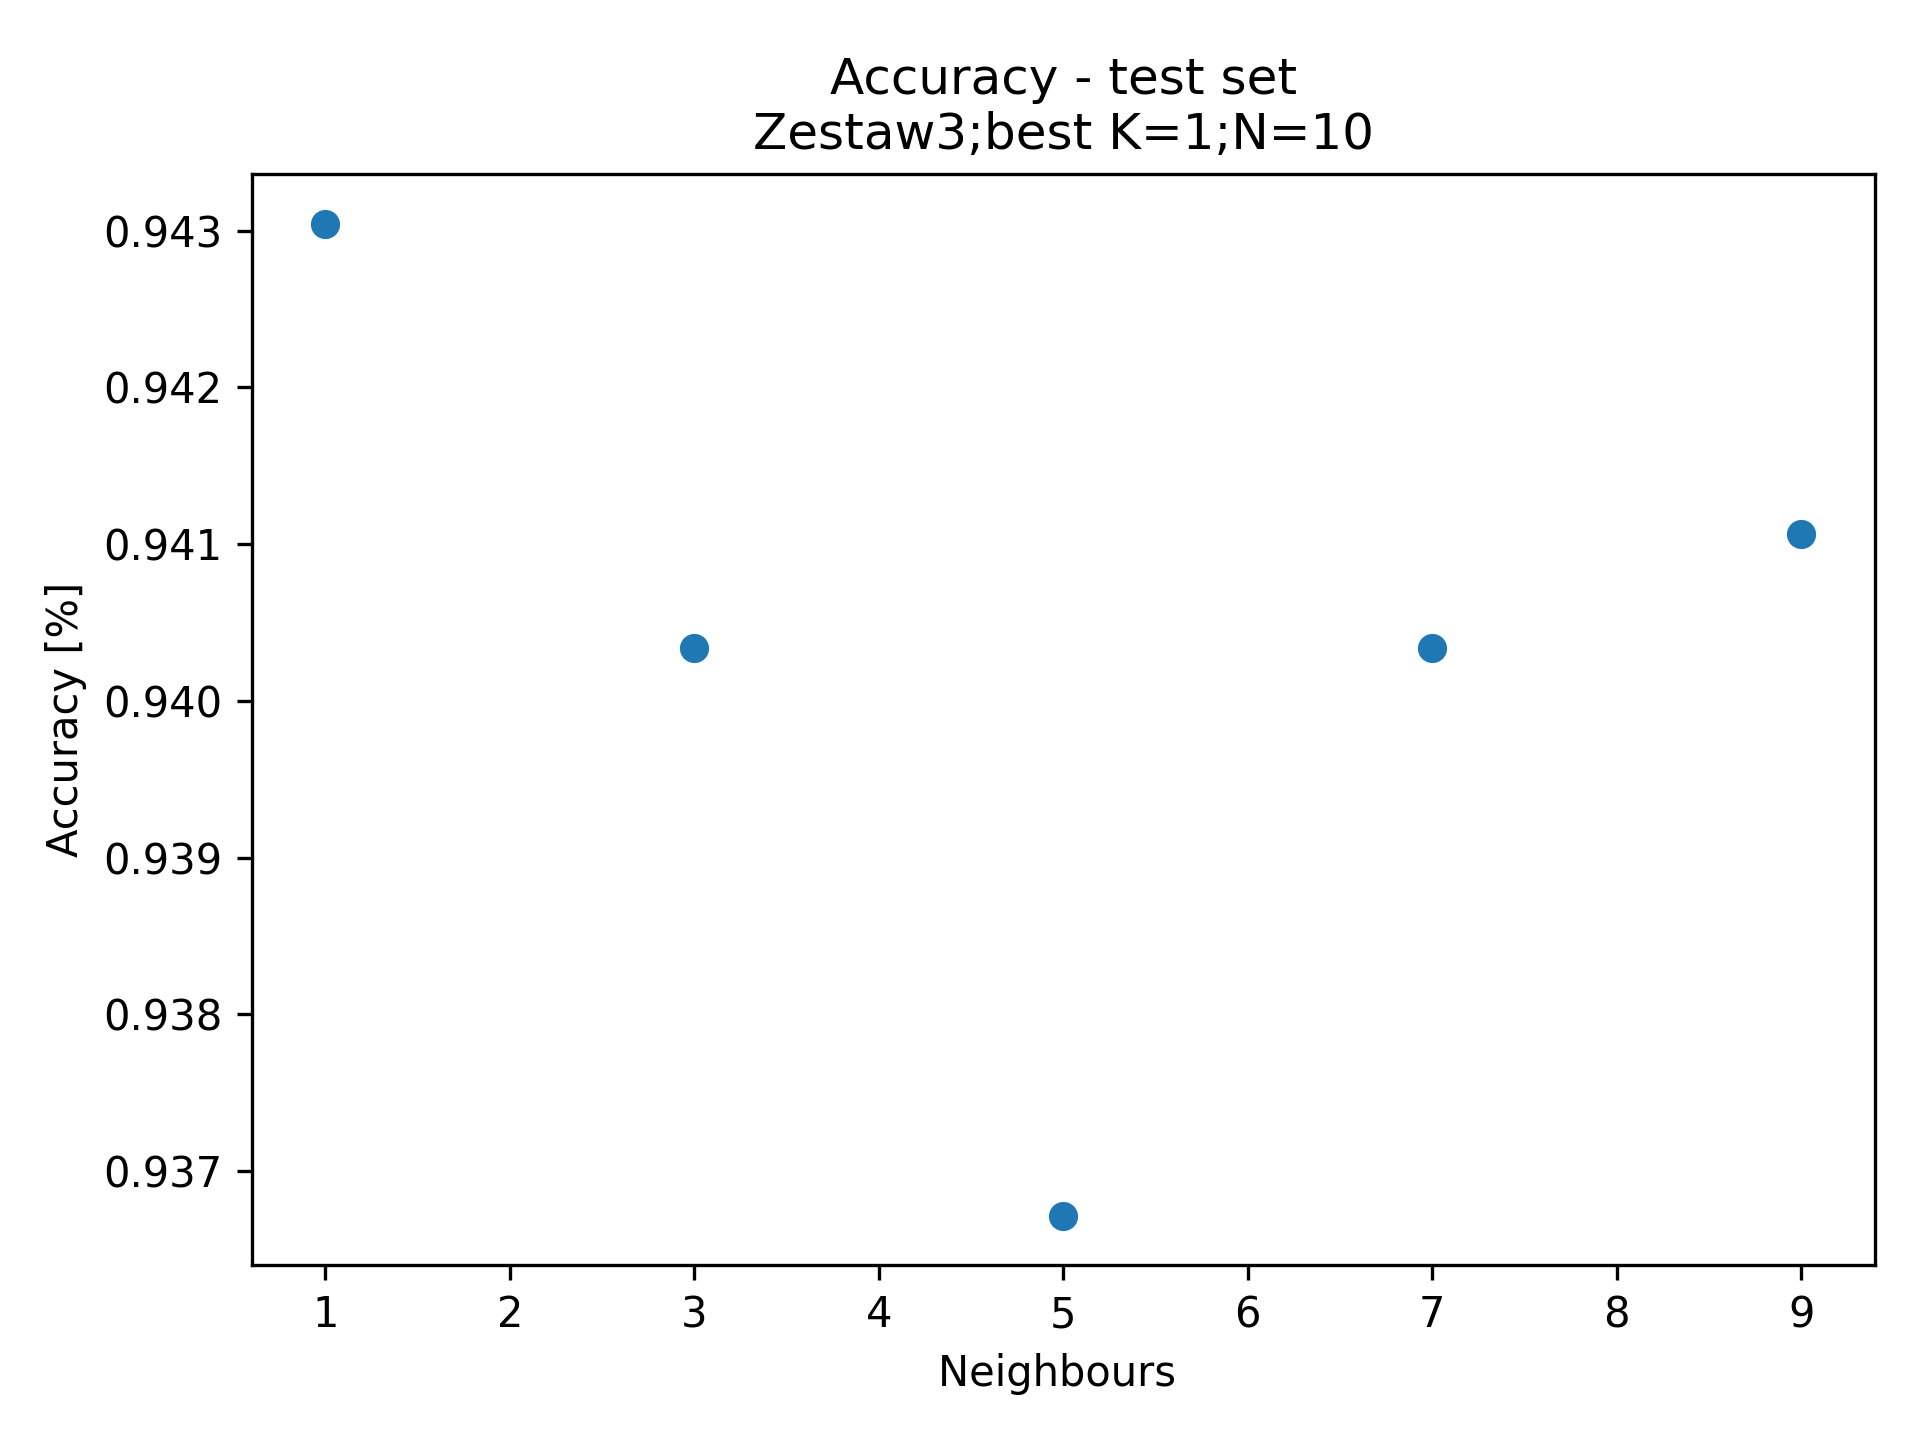 Accuracy - test set
Zestaw3;best K=1;N=10
0.943
0.942
0.941
0.940
0.939
0.938
0.937
Accuracy [%]
1 2 3 4 5 6 7 8 9
Neighbours